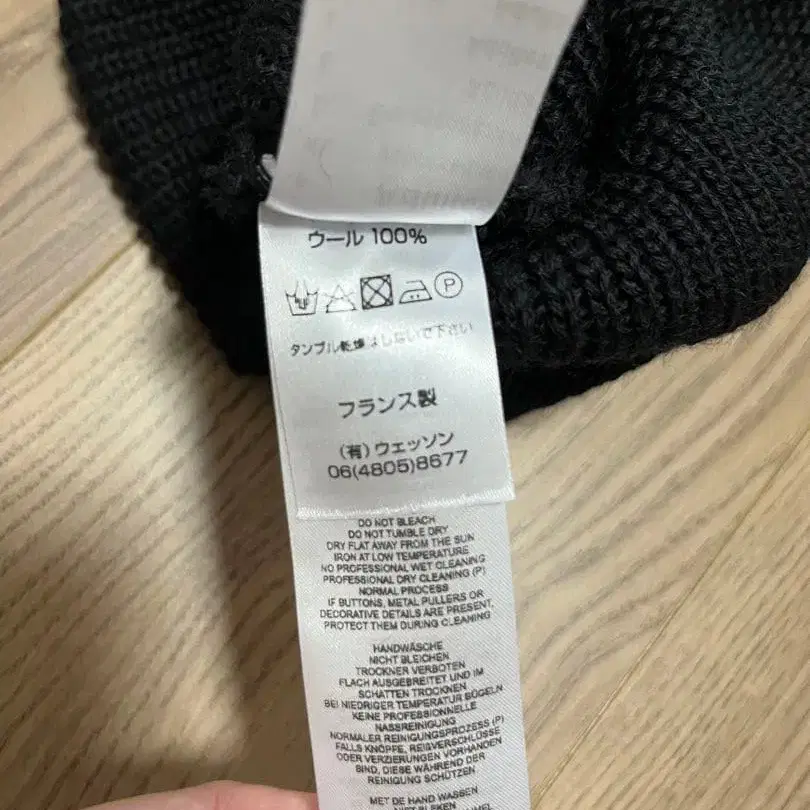 ウール 100%
P
タンブル乾燥はしないで下さい
フランス製
(有)ウェッソン
06(4805)8677
DO NOT BLEACH
DO NOT TUMBLE DRY
DRY FLAT AWAY FROM THE SUN
IRON AT LOW TEMPERATURE
NO PROFESSIONAL WET CLEANING
PROFESSIONAL DRY CLEANING (P)
NORMAL PROCESS
IF BUTTONS, METAL PULLERS OR
DECORATIVE DETAILS ARE PRESENT,
PROTECT THEM DURING CLEANING
HANDWÄSCHE
NICHT BLEICHEN
TROCKNER VERBOTEN
FLACH AUSGEBREITET UND IM
SCHATTEN TROCKNEN
BEI NIEDRIGER TEMPERATUR BÜGELN
KEINE PROFESSIONELLE
NASSREINIGUNG
NORMALER REINIGUNGSPROZESS (P)
FALLS KNÖPFE, REIßVERSCHLÜSSE
ODER VERZIERUNGEN VORHANDEN
SIND, DIESE WÄHREND DER
REINIGUNG SCHÜTZEN
MET DE HAND WASSEN
NIET BLEKEN